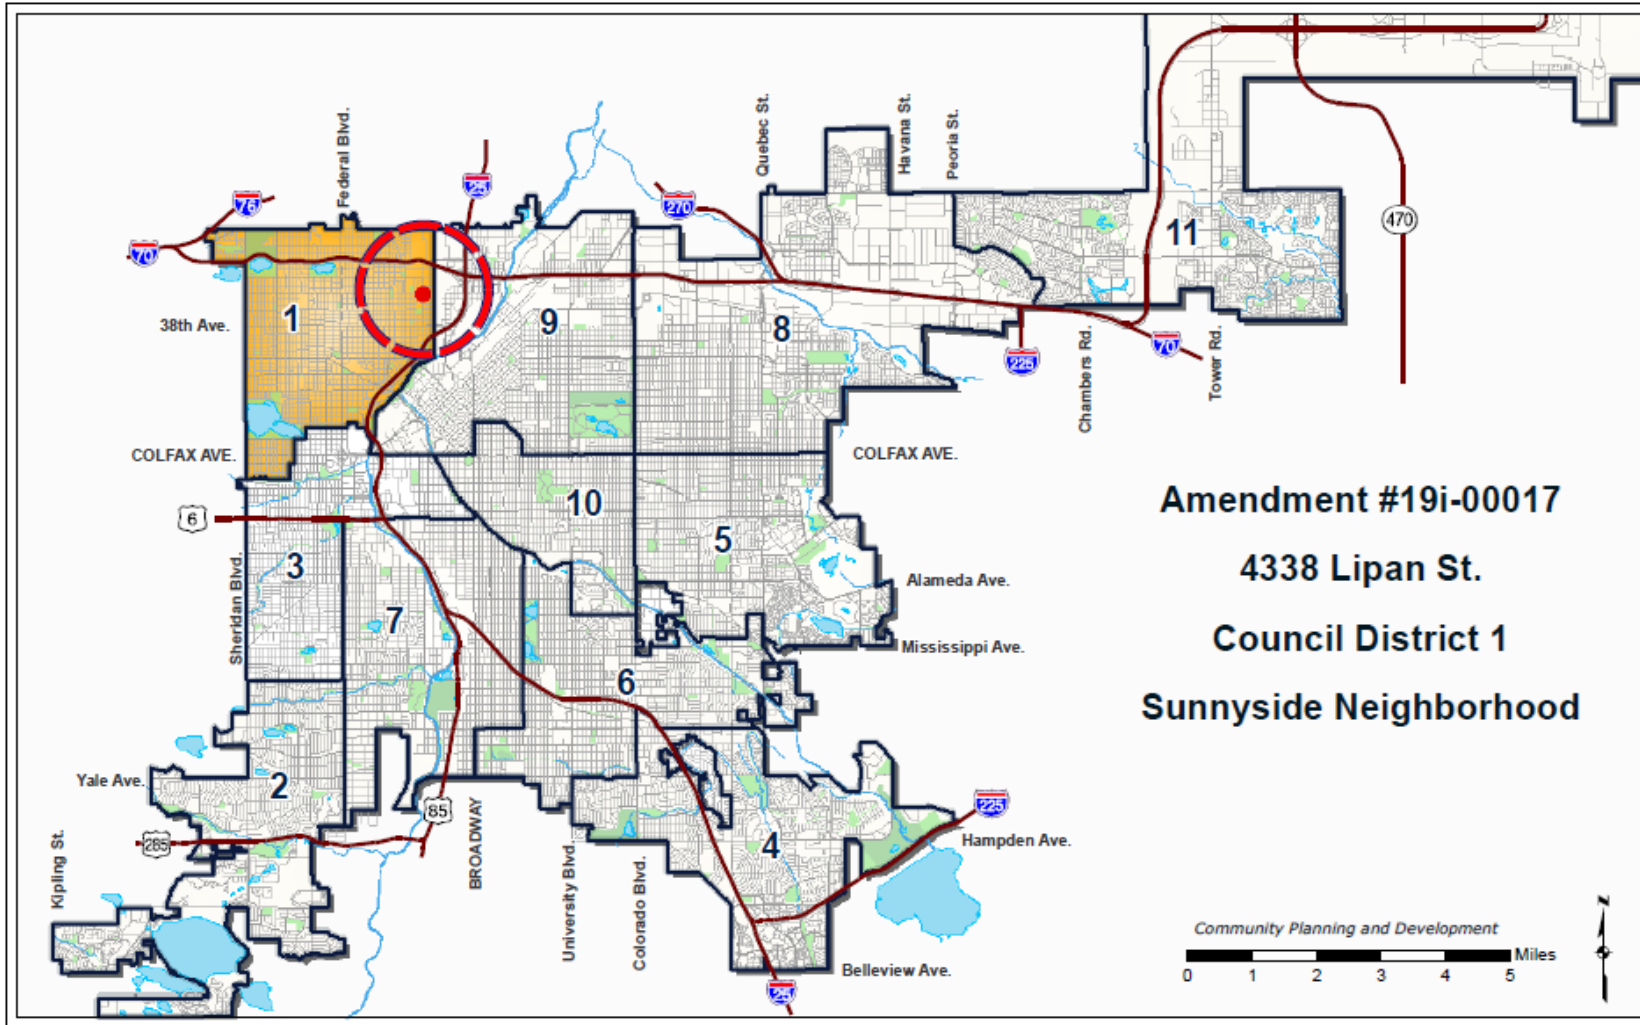 Federal Blvd.
Quebec St.
Havana St.
Peoria St.
76
25
270
470
70
11
1
38th Ave.
9
8
225
70
Chambers Rd.
Tower Rd.
COLFAX AVE.
COLFAX AVE.
6
10
5
3
Sheridan Blvd.
7
Alameda Ave.
Mississippi Ave.
6
Yale Ave.
2
85
285
BROADWAY
University Blvd.
Colorado Blvd.
4
225
Hampden Ave.
Kipling St.
Belleview Ave.
25
Amendment #19i-00017
4338 Lipan St.
Council District 1
Sunnyside Neighborhood
Community Planning and Development
Miles
0 1 2 3 4 5
Z